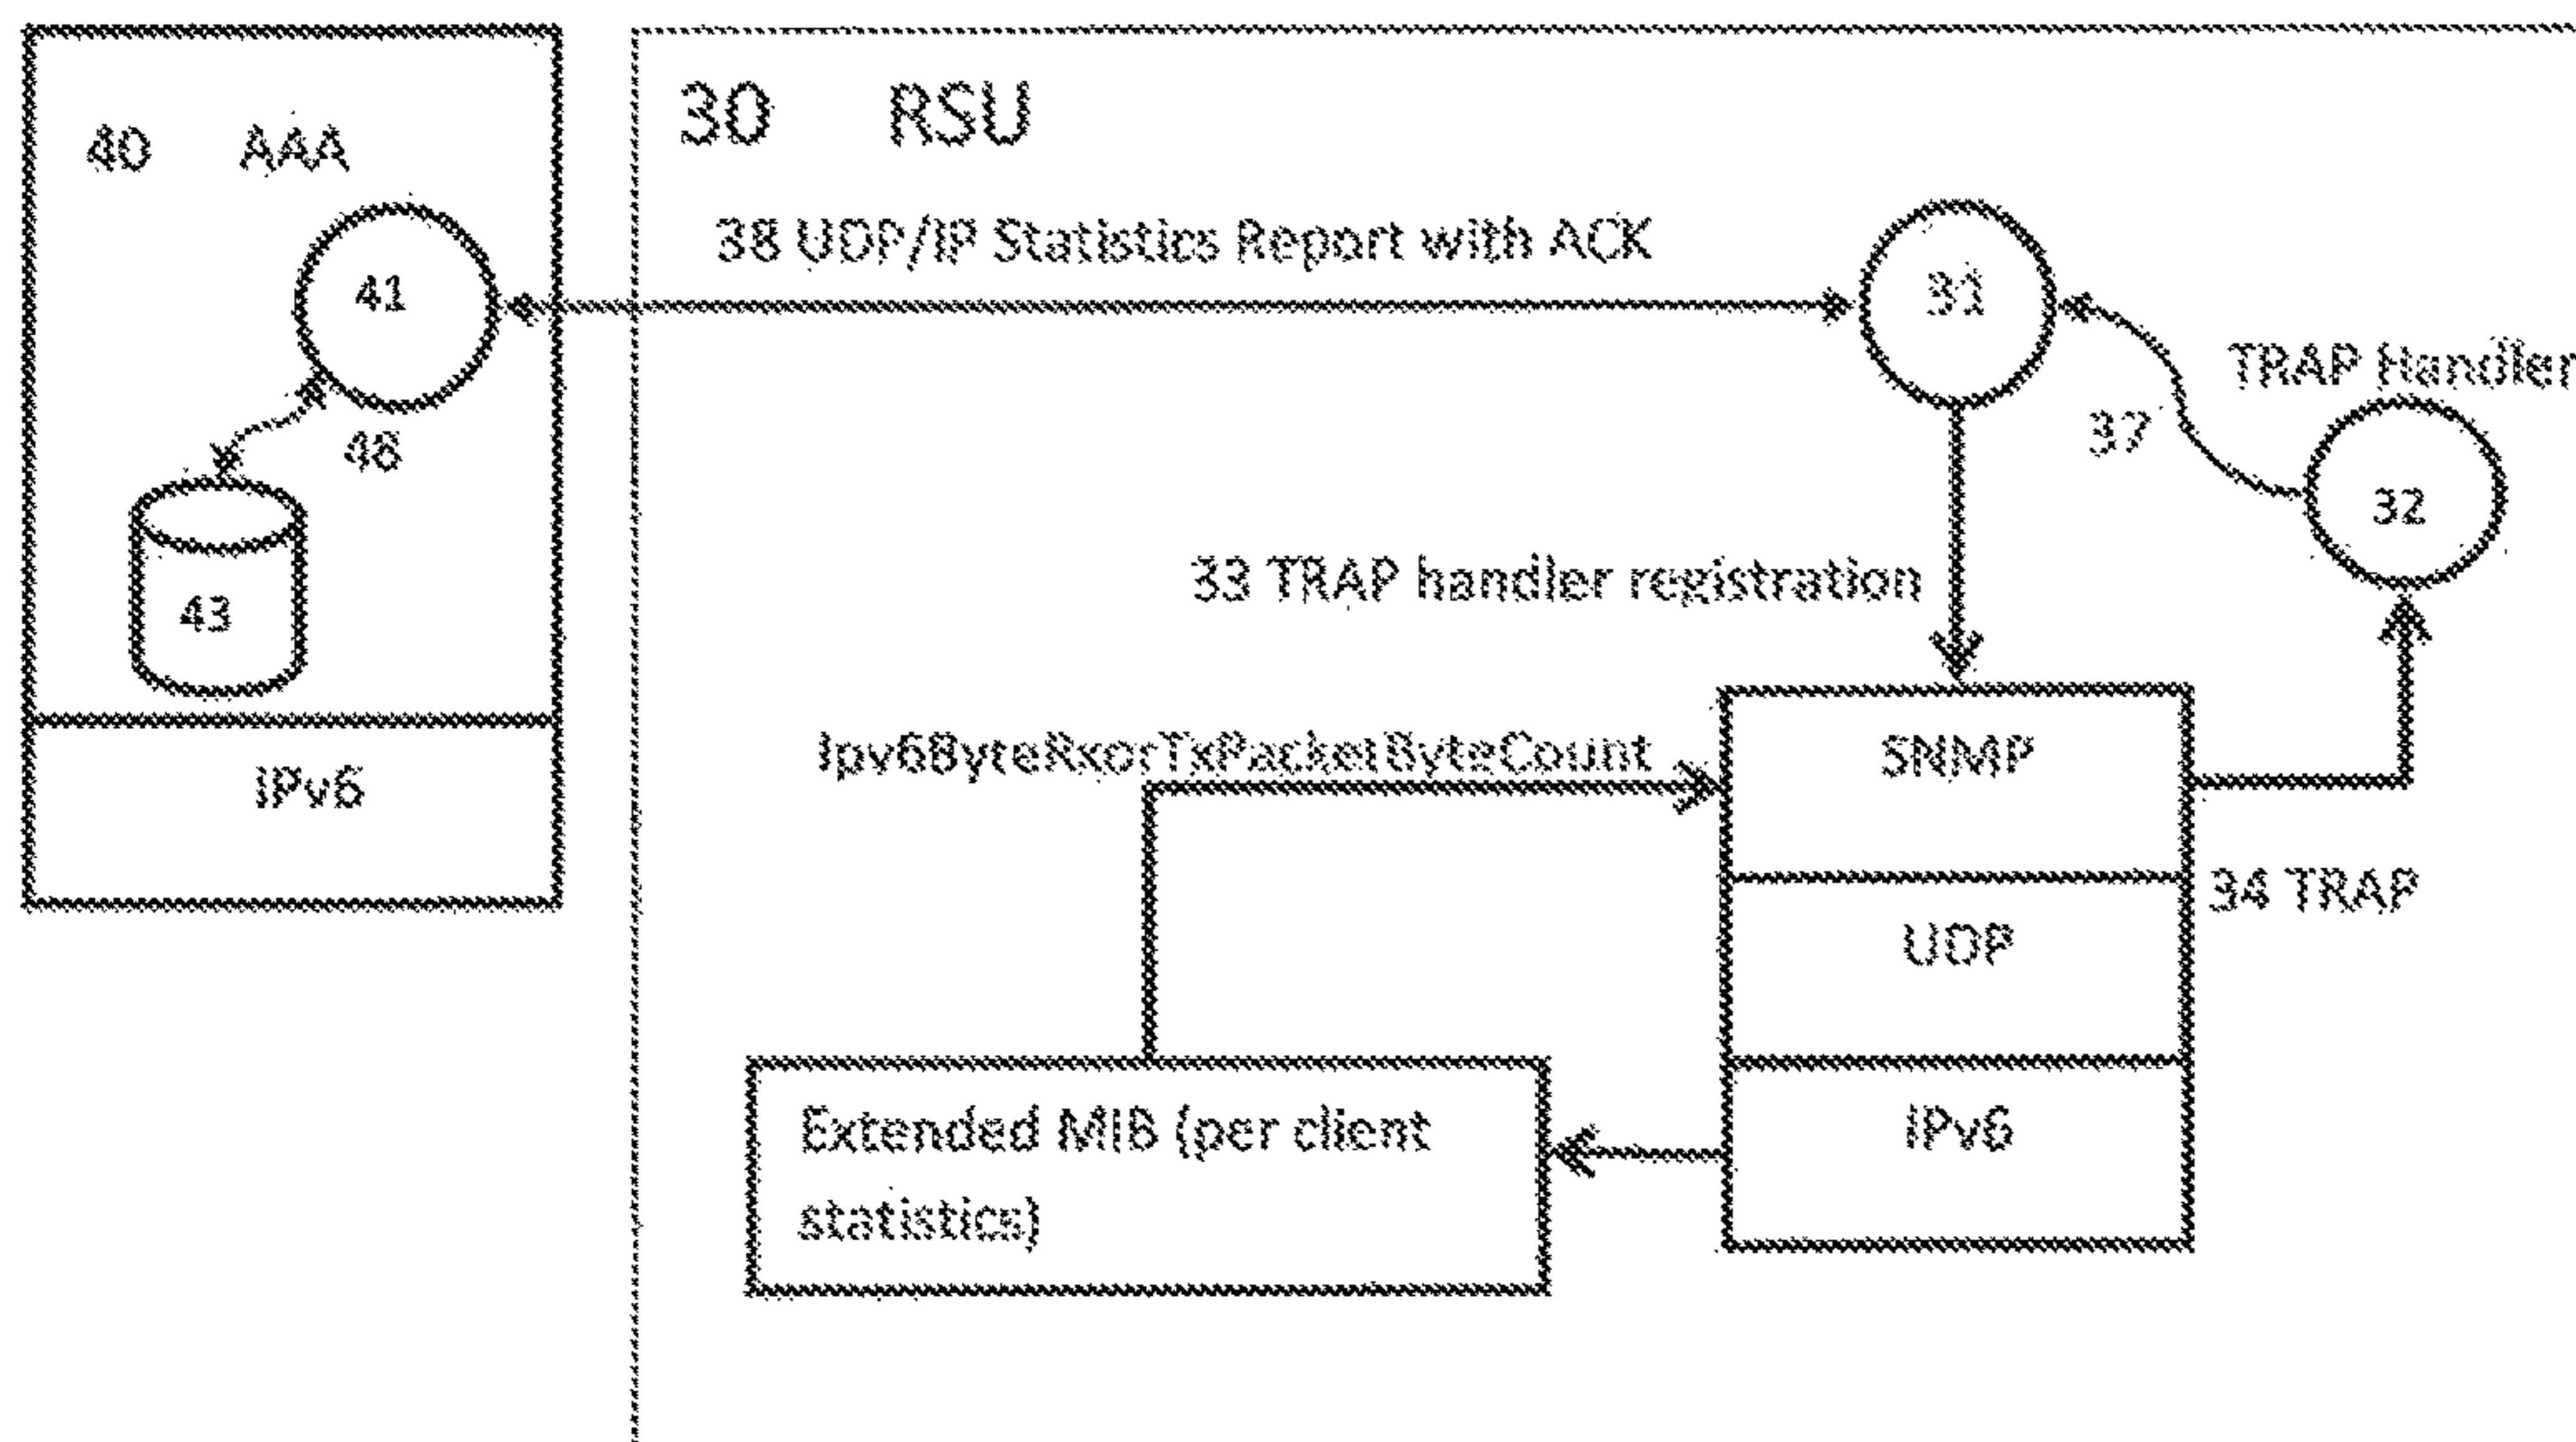 40 AAA
41
46
43
IPv6
30 RSU
38 UDP/IP Statistics Report with ACK
31
TRAP Handler
37
32
33 TRAP handler registration
Ipv6ByteRxorTxPacketByteCount
SNMP
34 TRAP
UDP
IPv6
Extended MIB (per client
statistics)